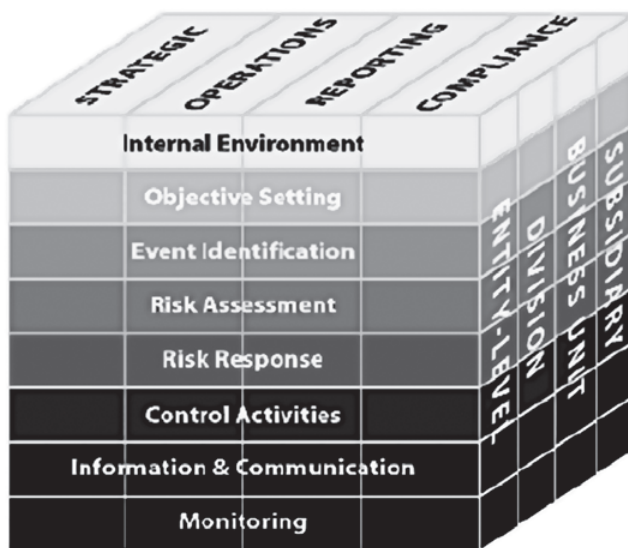 STRATEGIC
OPERATIONS
REPORTING
COMPLIANCE
Internal Environment
Objective Setting
Event Identification
Risk Assessment
Risk Response
Control Activities
Information & Communication
Monitoring
ENTITY-LEVEL
DIVISION
BUSINESS UNIT
SUBSIDIARY